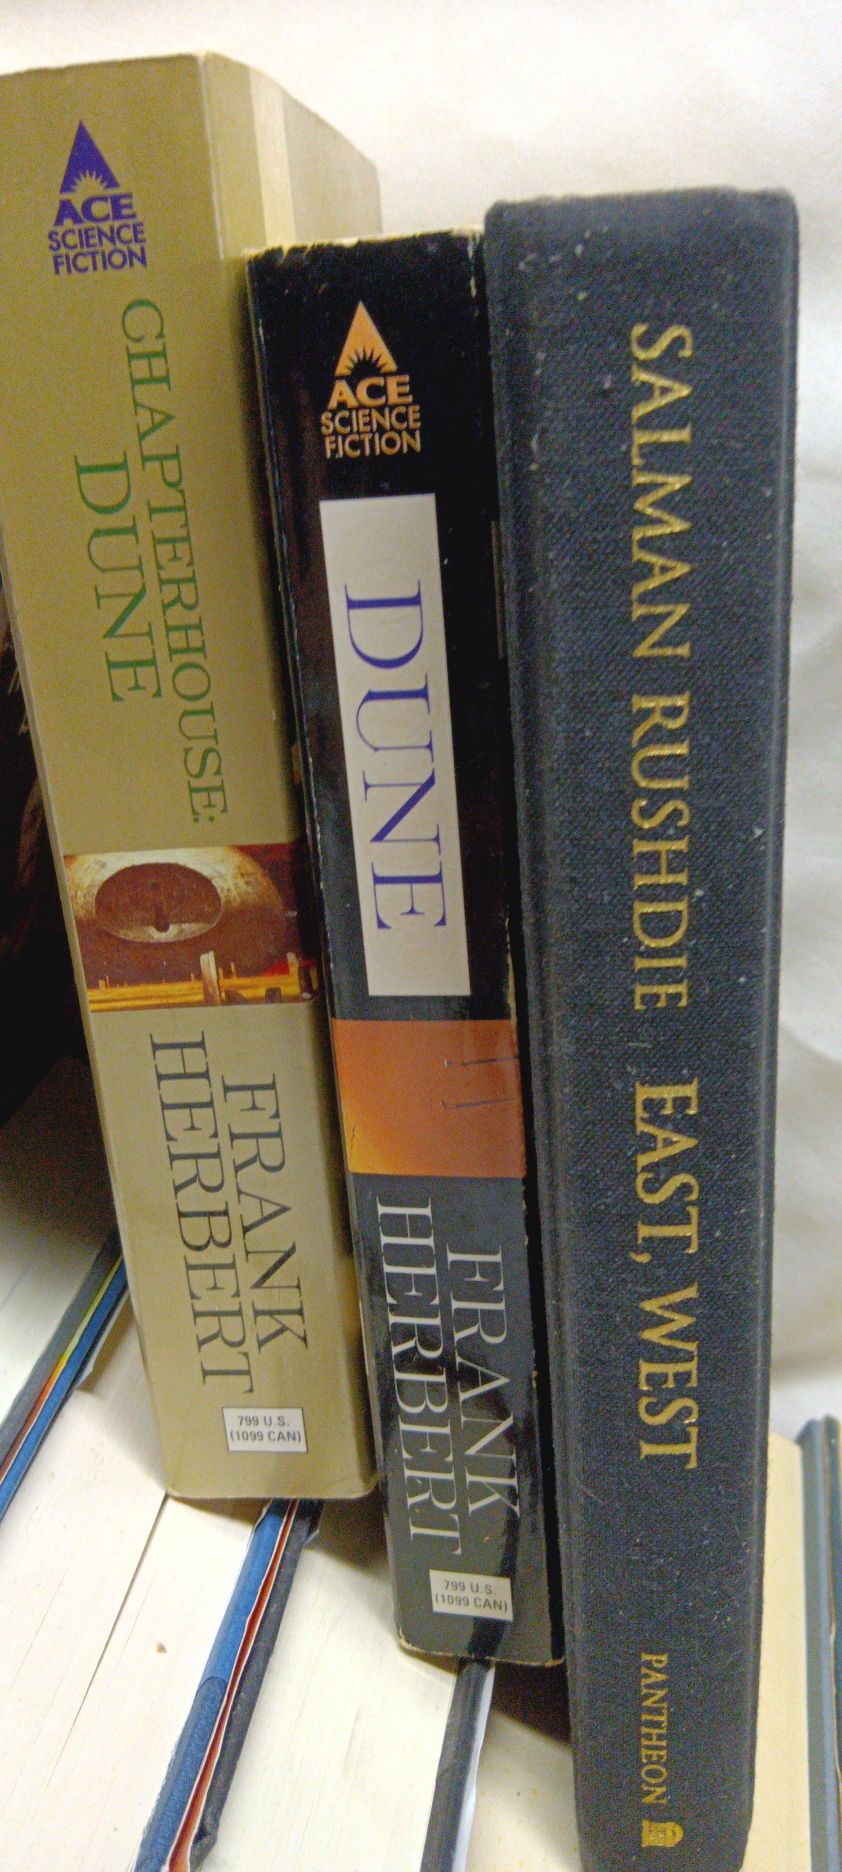 ACE
SCIENCE
FICTION
CHAPTERHOUSE:
DUNE
FRANK
HERBERT
799 U.S.
(1099 CAN)
ACE
SCIENCE
FICTION
DUNE
FRANK
HERBERT
799 U.S.
(1099 CAN)
SALMAN RUSHDIE EAST, WEST
PANTHEON